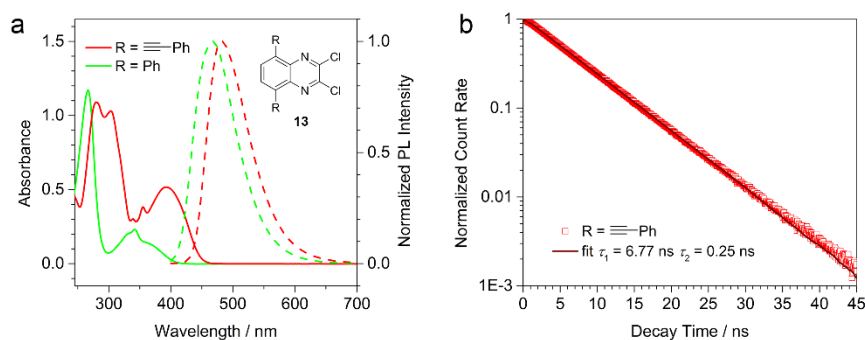 a
R = Ph
R = Ph
R
N
Cl
N
Cl
R
13
1.5
1.0
0.5
0.0
Absorbance
1.0
0.5
0.0
Normalized PL Intensity
300 400 500 600 700
Wavelength / nm
b
1
0.1
0.01
1E-3
Normalized Count Rate
R = Ph
fit τ₁ = 6.77 ns τ₂ = 0.25 ns
0 5 10 15 20 25 30 35 40 45
Decay Time / ns